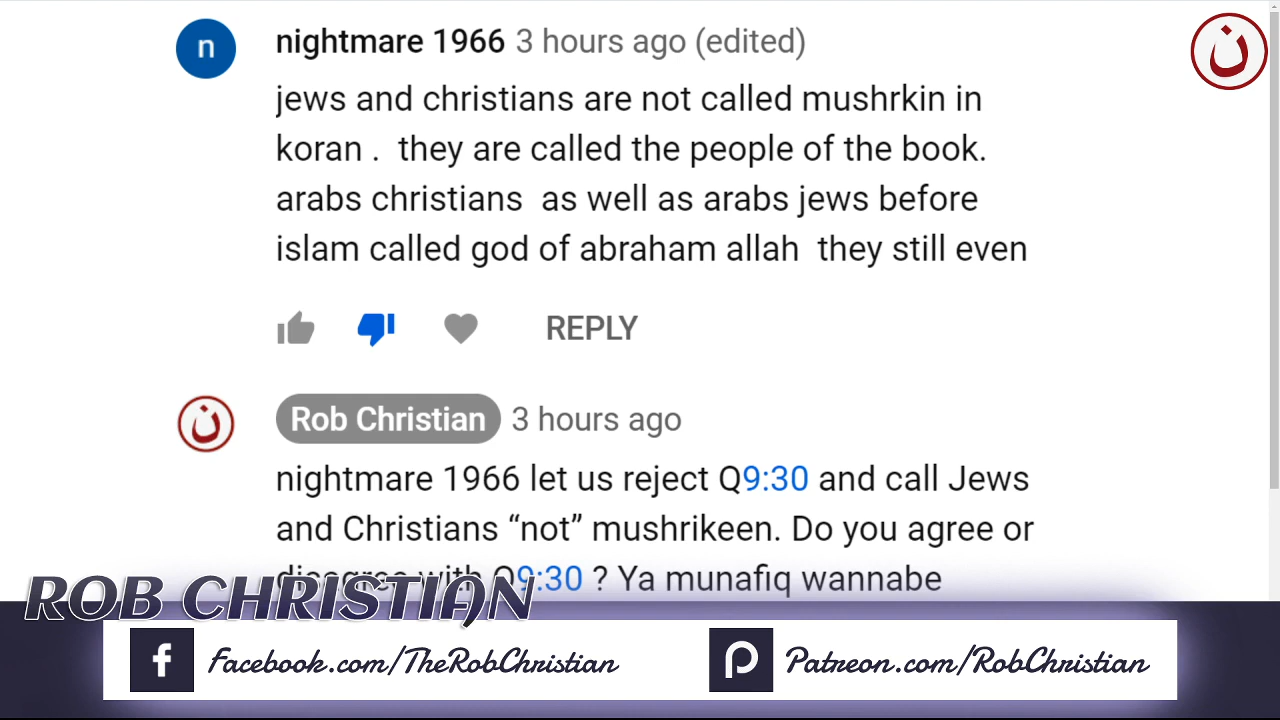 n
nightmare 1966 3 hours ago (edited)
ن
jews and christians are not called mushrkin in
koran . they are called the people of the book.
arabs christians as well as arabs jews before
islam called god of abraham allah they still even
REPLY
ن
Rob Christian 3 hours ago
nightmare 1966 let us reject Q9:30 and call Jews
and Christians “not” mushrikeen. Do you agree or
disagree with Q9:30 ? Ya munafiq wannabe
ROB CHRISTIAN
Facebook.com/TheRobChristian
Patreon.com/RobChristian